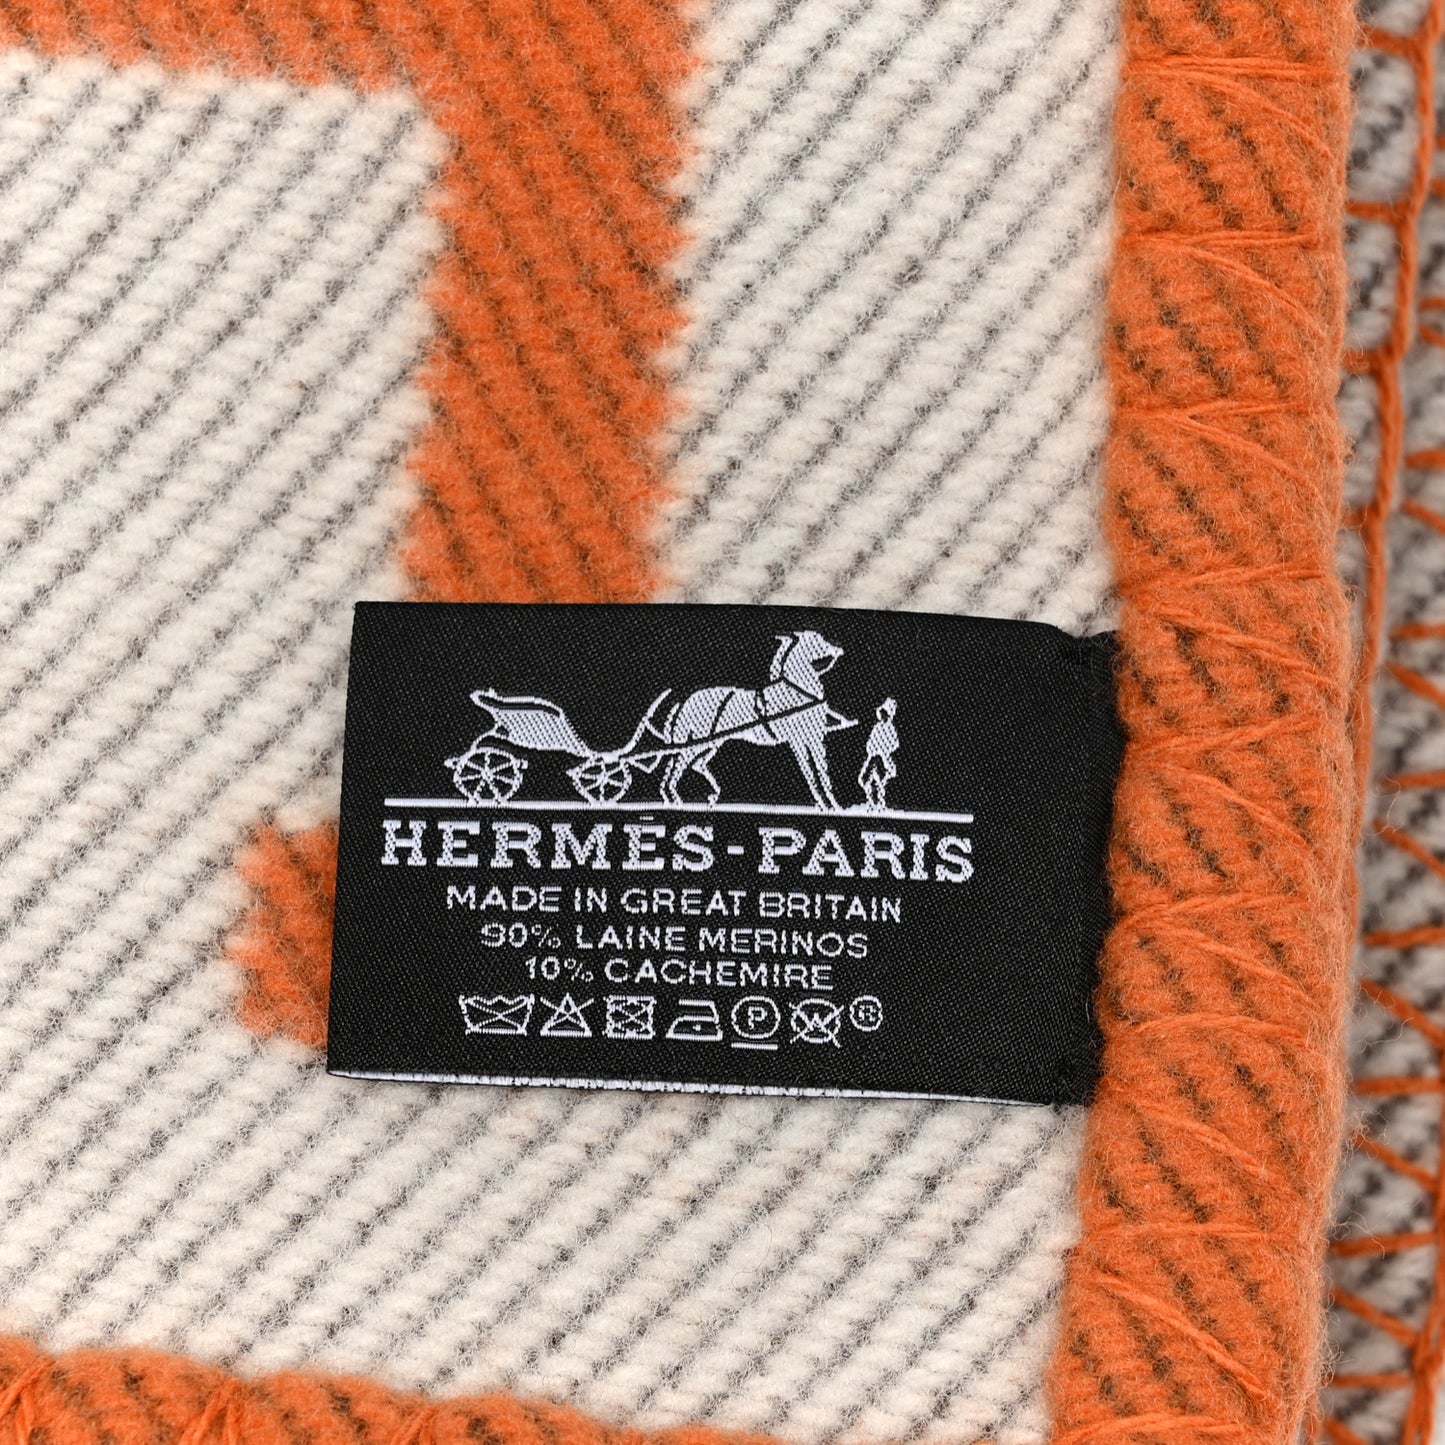 HERMÈS-PARIS
MADE IN GREAT BRITAIN
90% LAINE MERINOS
10% CACHEMIRE
P W ®